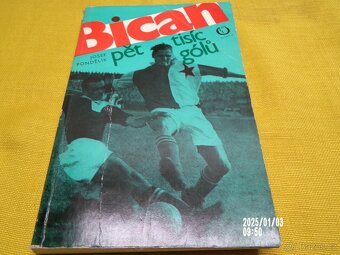 Bican
JOSEF
PONDĚLÍK
pět tisíc
gólů
2025/01/03
09:50